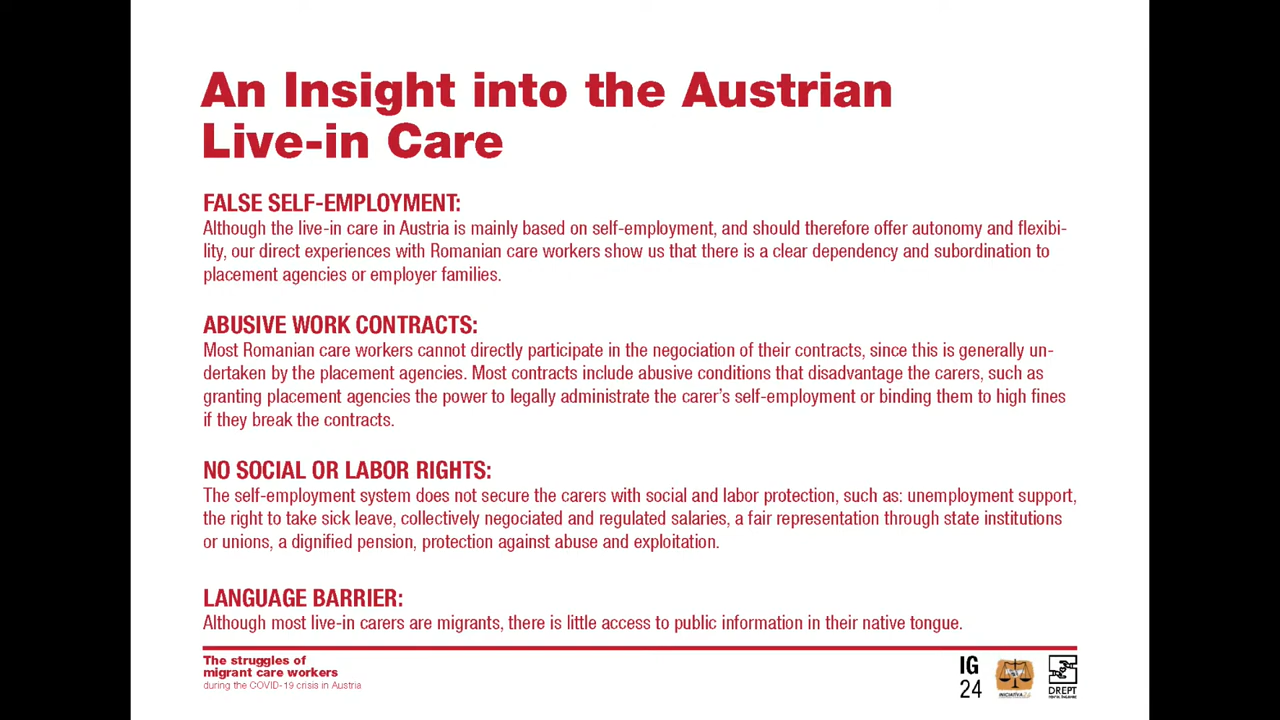 An Insight into the Austrian
Live-in Care
FALSE SELF-EMPLOYMENT:
Although the live-in care in Austria is mainly based on self-employment, and should therefore offer autonomy and flexibi-
lity, our direct experiences with Romanian care workers show us that there is a clear dependency and subordination to
placement agencies or employer families.
ABUSIVE WORK CONTRACTS:
Most Romanian care workers cannot directly participate in the negociation of their contracts, since this is generally un-
dertaken by the placement agencies. Most contracts include abusive conditions that disadvantage the carers, such as
granting placement agencies the power to legally administrate the carer's self-employment or binding them to high fines
if they break the contracts.
NO SOCIAL OR LABOR RIGHTS:
The self-employment system does not secure the carers with social and labor protection, such as: unemployment support,
the right to take sick leave, collectively negociated and regulated salaries, a fair representation through state institutions
or unions, a dignified pension, protection against abuse and exploitation.
LANGUAGE BARRIER:
Although most live-in carers are migrants, there is little access to public information in their native tongue.
The struggles of
migrant care workers
during the COVID-19 crisis in Austria
IG
24
INICIATIVA
DREPT